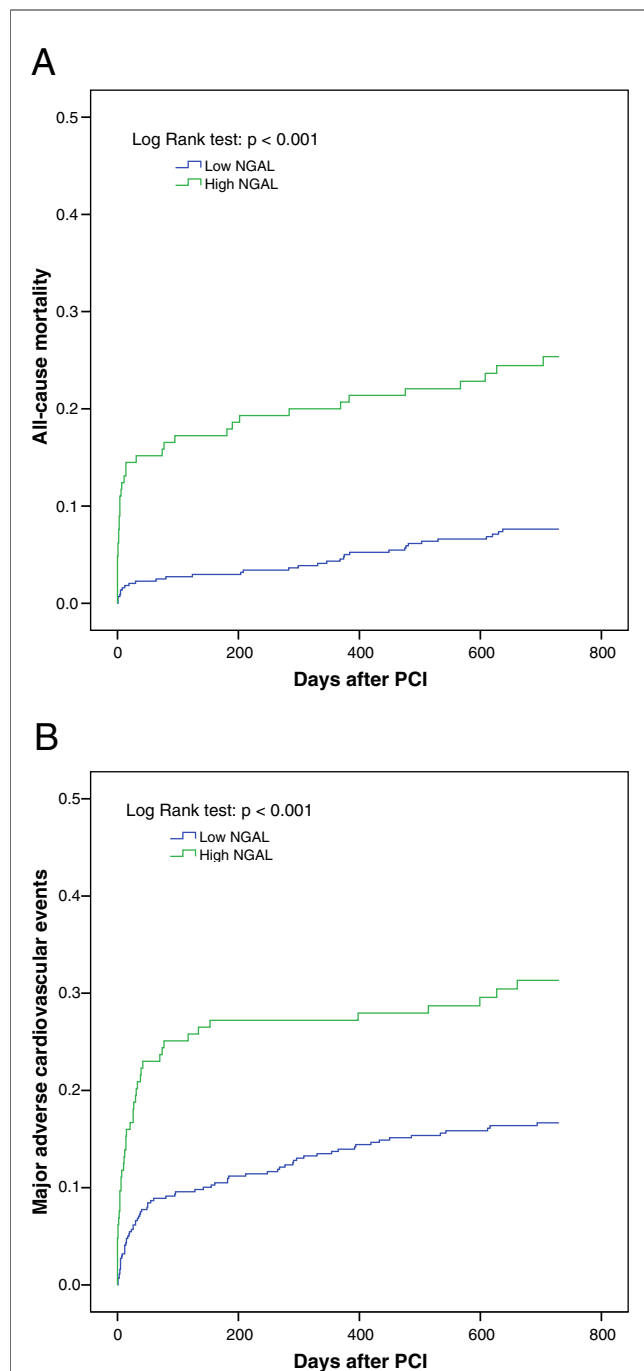 A
Log Rank test: p < 0.001
Low NGAL
High NGAL
0.5
0.4
0.3
0.2
0.1
0.0
All-cause mortality
0 200 400 600 800
Days after PCI
B
Log Rank test: p < 0.001
Low NGAL
High NGAL
0.5
0.4
0.3
0.2
0.1
0.0
Major adverse cardiovascular events
0 200 400 600 800
Days after PCI